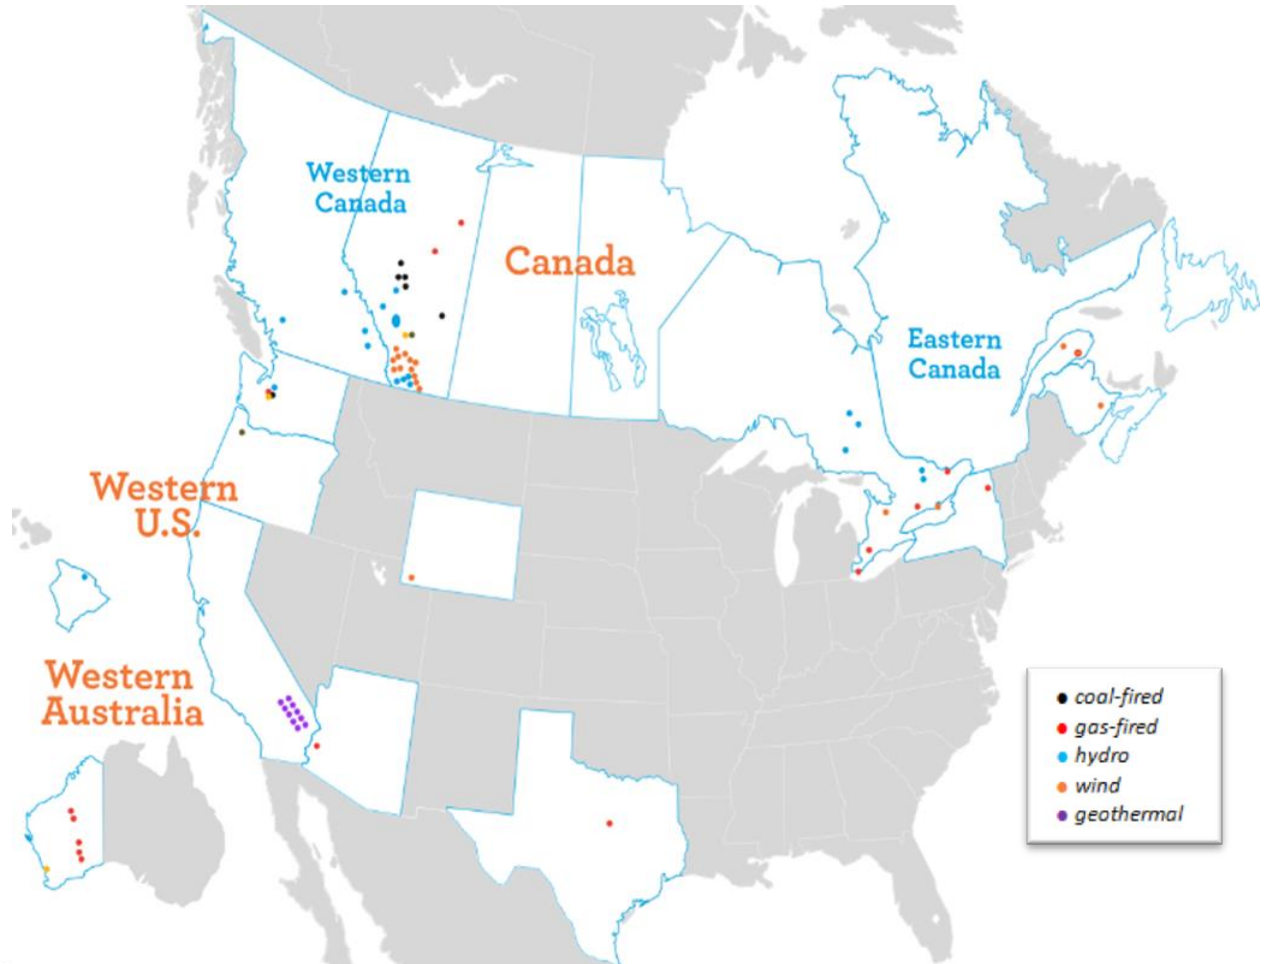 Western
Canada
Canada
Eastern
Canada
Western
U.S.
Western
Australia
coal-fired
gas-fired
hydro
wind
geothermal